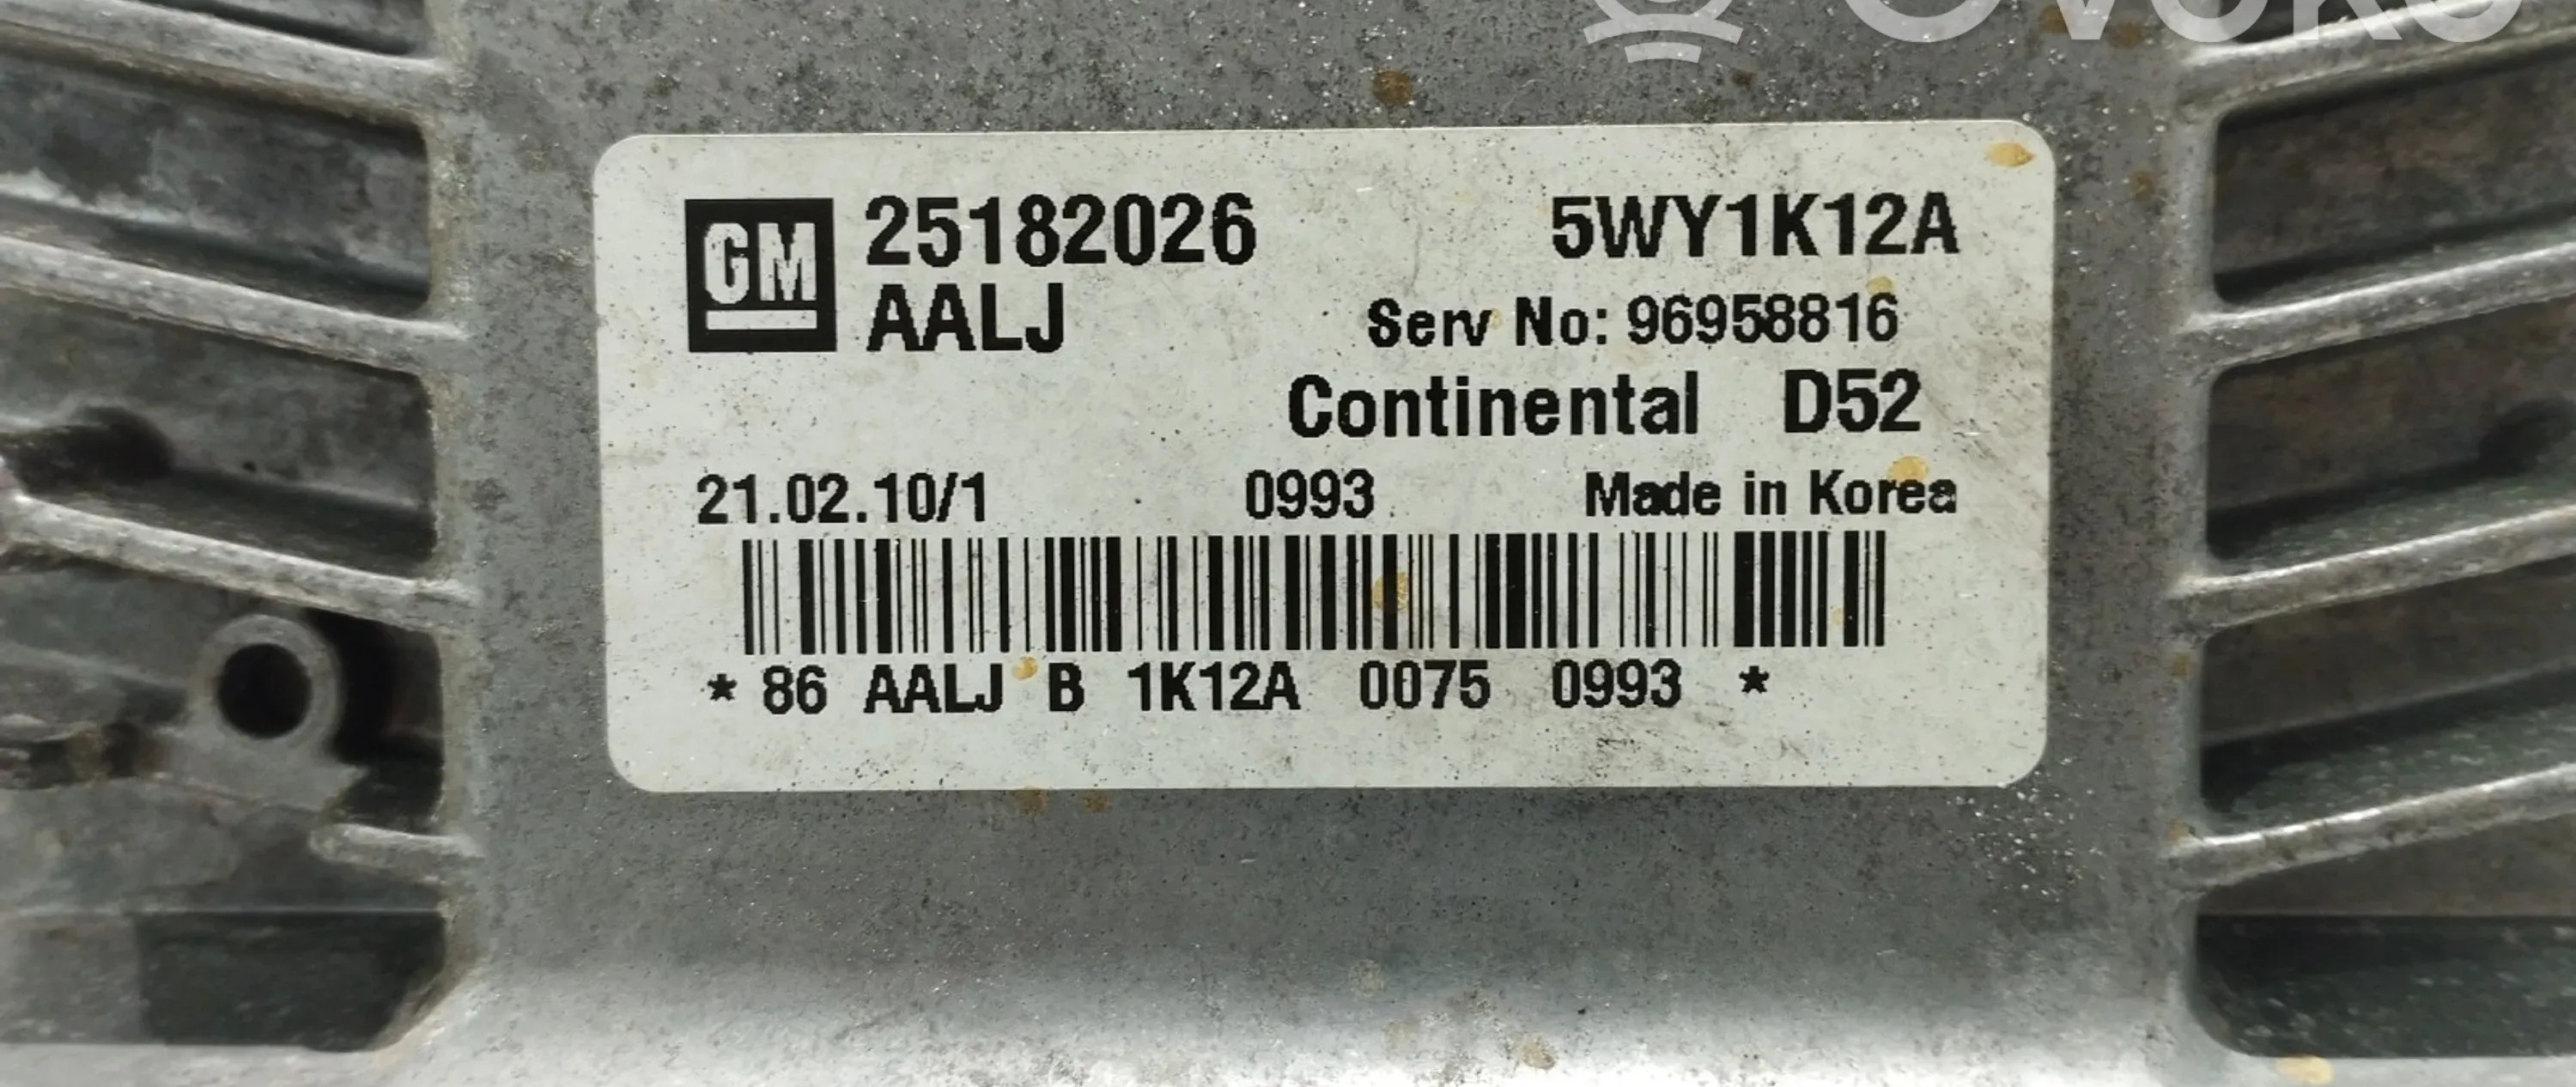 Ovoko
GM 25182026 5WY1K12A
AALJ Serv No: 96958816
Continental D52
21.02.10/1 0993 Made in Korea
* 86 AALJ B 1K12A 0075 0993 *